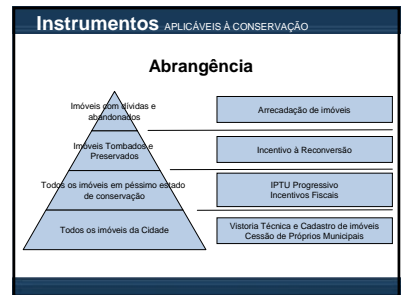 Instrumentos APLICÁVEIS À CONSERVAÇÃO
Abrangência
Imóveis com dívidas e
abandonados
Arrecadação de imóveis
Imóveis Tombados e
Preservados
Incentivo à Reconversão
Todos os imóveis em péssimo estado
de conservação
IPTU Progressivo
Incentivos Fiscais
Todos os imóveis da Cidade
Vistoria Técnica e Cadastro de imóveis
Cessão de Próprios Municipais